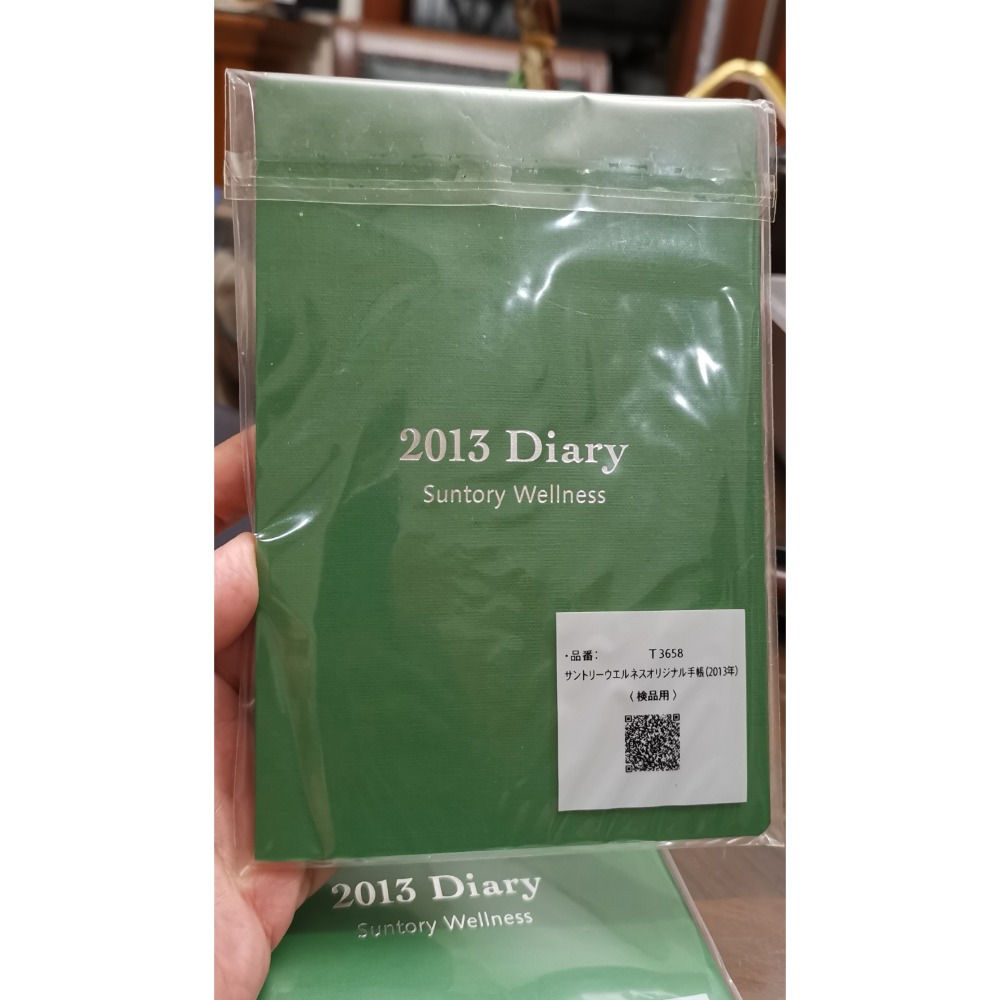 2013 Diary
Suntory Wellness
・品番: T3658
サントリーウエルネスオリジナル手帳(2013年)
〈検品用〉
2013 Diary
Suntory Wellness